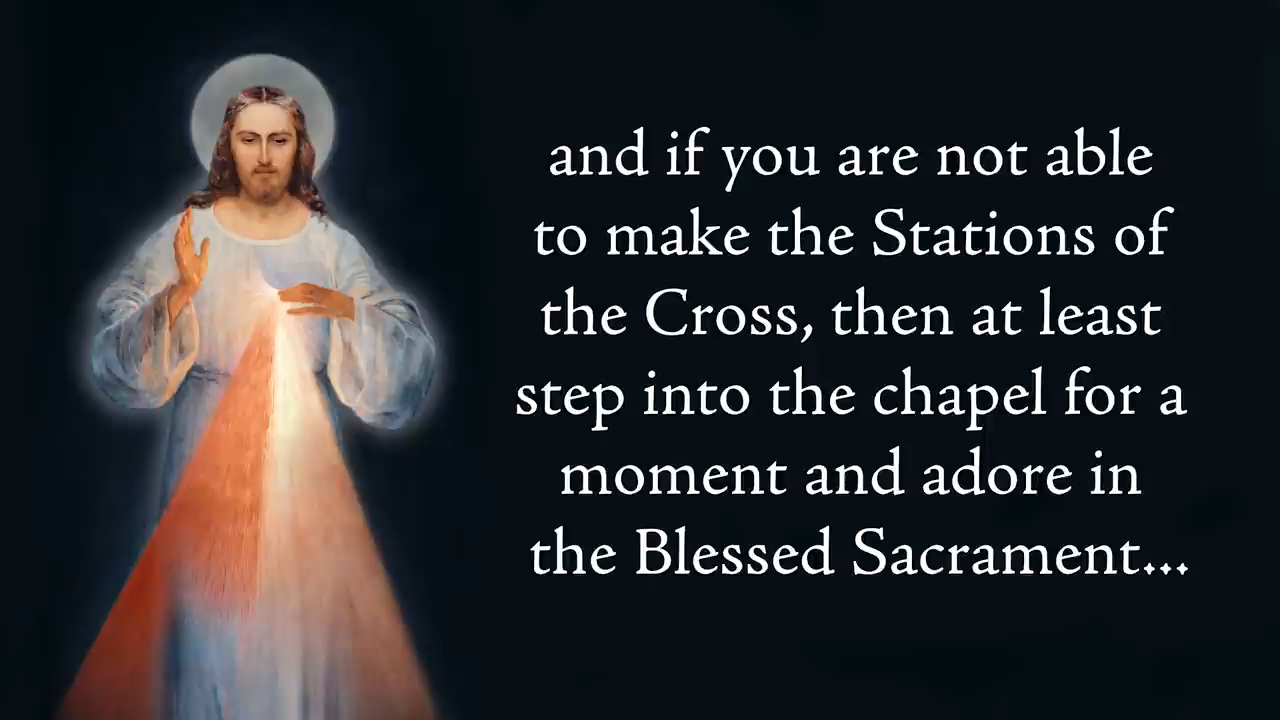 and if you are not able
to make the Stations of
the Cross, then at least
step into the chapel for a
moment and adore in
the Blessed Sacrament...